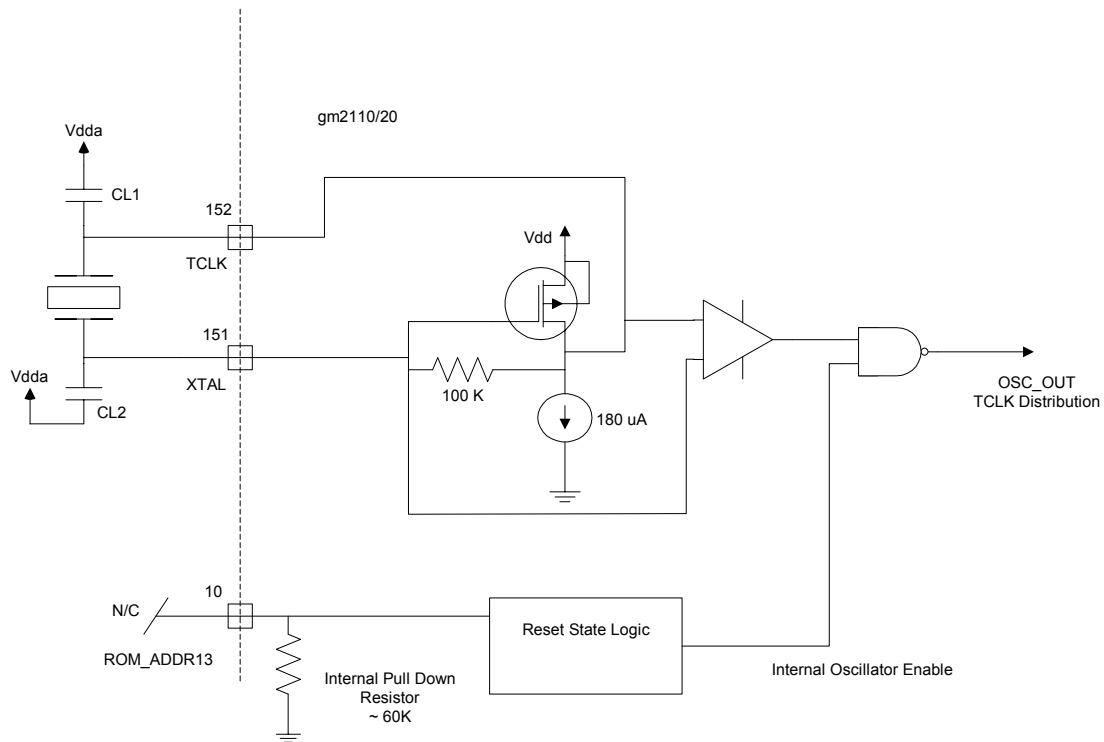 gm2110/20
Vdda
CL1
152
TCLK
Vdd
151
XTAL
Vdda
CL2
100 K
180 uA
OSC_OUT
TCLK Distribution
10
N/C
ROM_ADDR13
Reset State Logic
Internal Oscillator Enable
Internal Pull Down
Resistor
~ 60K